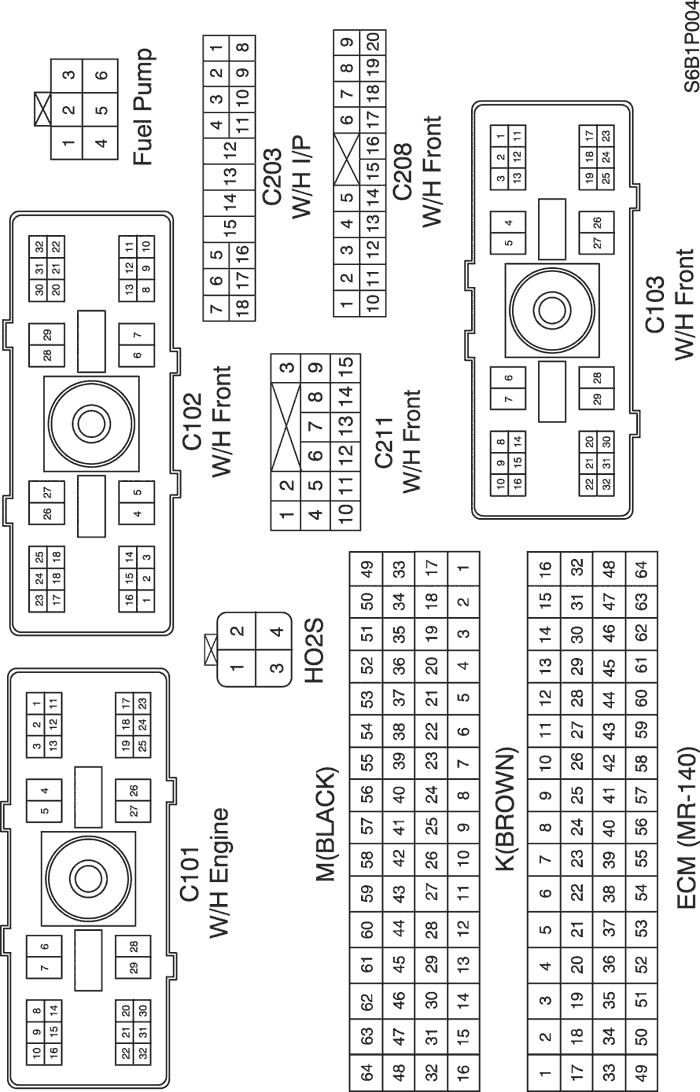 10 9 8 3 2 1
7 6 5 4
16 15 14 13 12 11
22 21 20 19 18 17
29 28 27 26
32 31 30 25 24 23
C101
W/H Engine
23 24 25 30 31 32
26 27 28 29
17 18 18 20 21 22
16 15 14 13 12 11
4 5 6 7
1 2 3 8 9 10
C102
W/H Front
1 2 3
4 5 6
Fuel Pump
1 2
3 4
HO2S
1 2 3
4 5 6 7 8 9
10 11 12 13 14 15
C211
W/H Front
7 6 5 15 14 13 12 4 3 2 1
18 17 16 11 10 9 8
C203
W/H I/P
1 2 3 4 5 6 7 8 9
10 11 12 13 14 15 16 17 18 19 20
C208
W/H Front
M(BLACK)
64 63 62 61 60 59 58 57 56 55 54 53 52 51 50 49
48 47 46 45 44 43 42 41 40 39 38 37 36 35 34 33
32 31 30 29 28 27 26 25 24 23 22 21 20 19 18 17
16 15 14 13 12 11 10 9 8 7 6 5 4 3 2 1
K(BROWN)
1 2 3 4 5 6 7 8 9 10 11 12 13 14 15 16
17 18 19 20 21 22 23 24 25 26 27 28 29 30 31 32
33 34 35 36 37 38 39 40 41 42 43 44 45 46 47 48
49 50 51 52 53 54 55 56 57 58 59 60 61 62 63 64
ECM (MR-140)
10 9 8 3 2 1
7 6 5 4
16 15 14 13 12 11
22 21 20 19 18 17
29 28 27 26
32 31 30 25 24 23
C103
W/H Front
S6B1P004